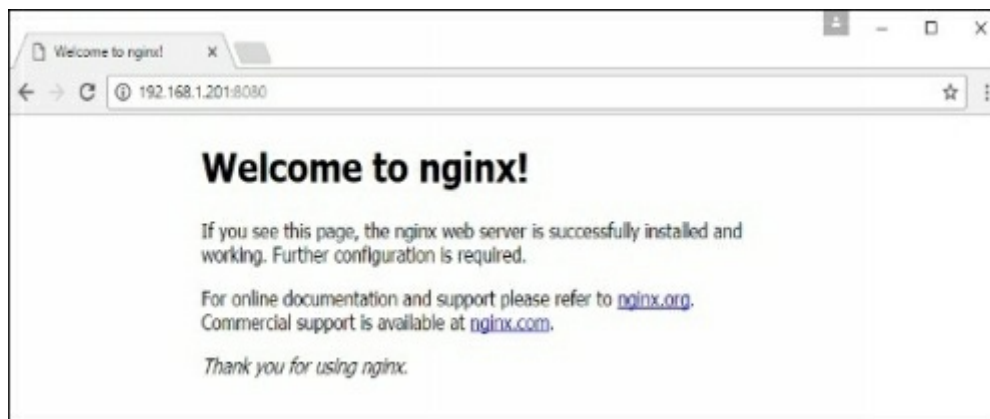 Welcome to nginx!
192.168.1.201:8080
Welcome to nginx!
If you see this page, the nginx web server is successfully installed and
working. Further configuration is required.
For online documentation and support please refer to nginx.org.
Commercial support is available at nginx.com.
Thank you for using nginx.